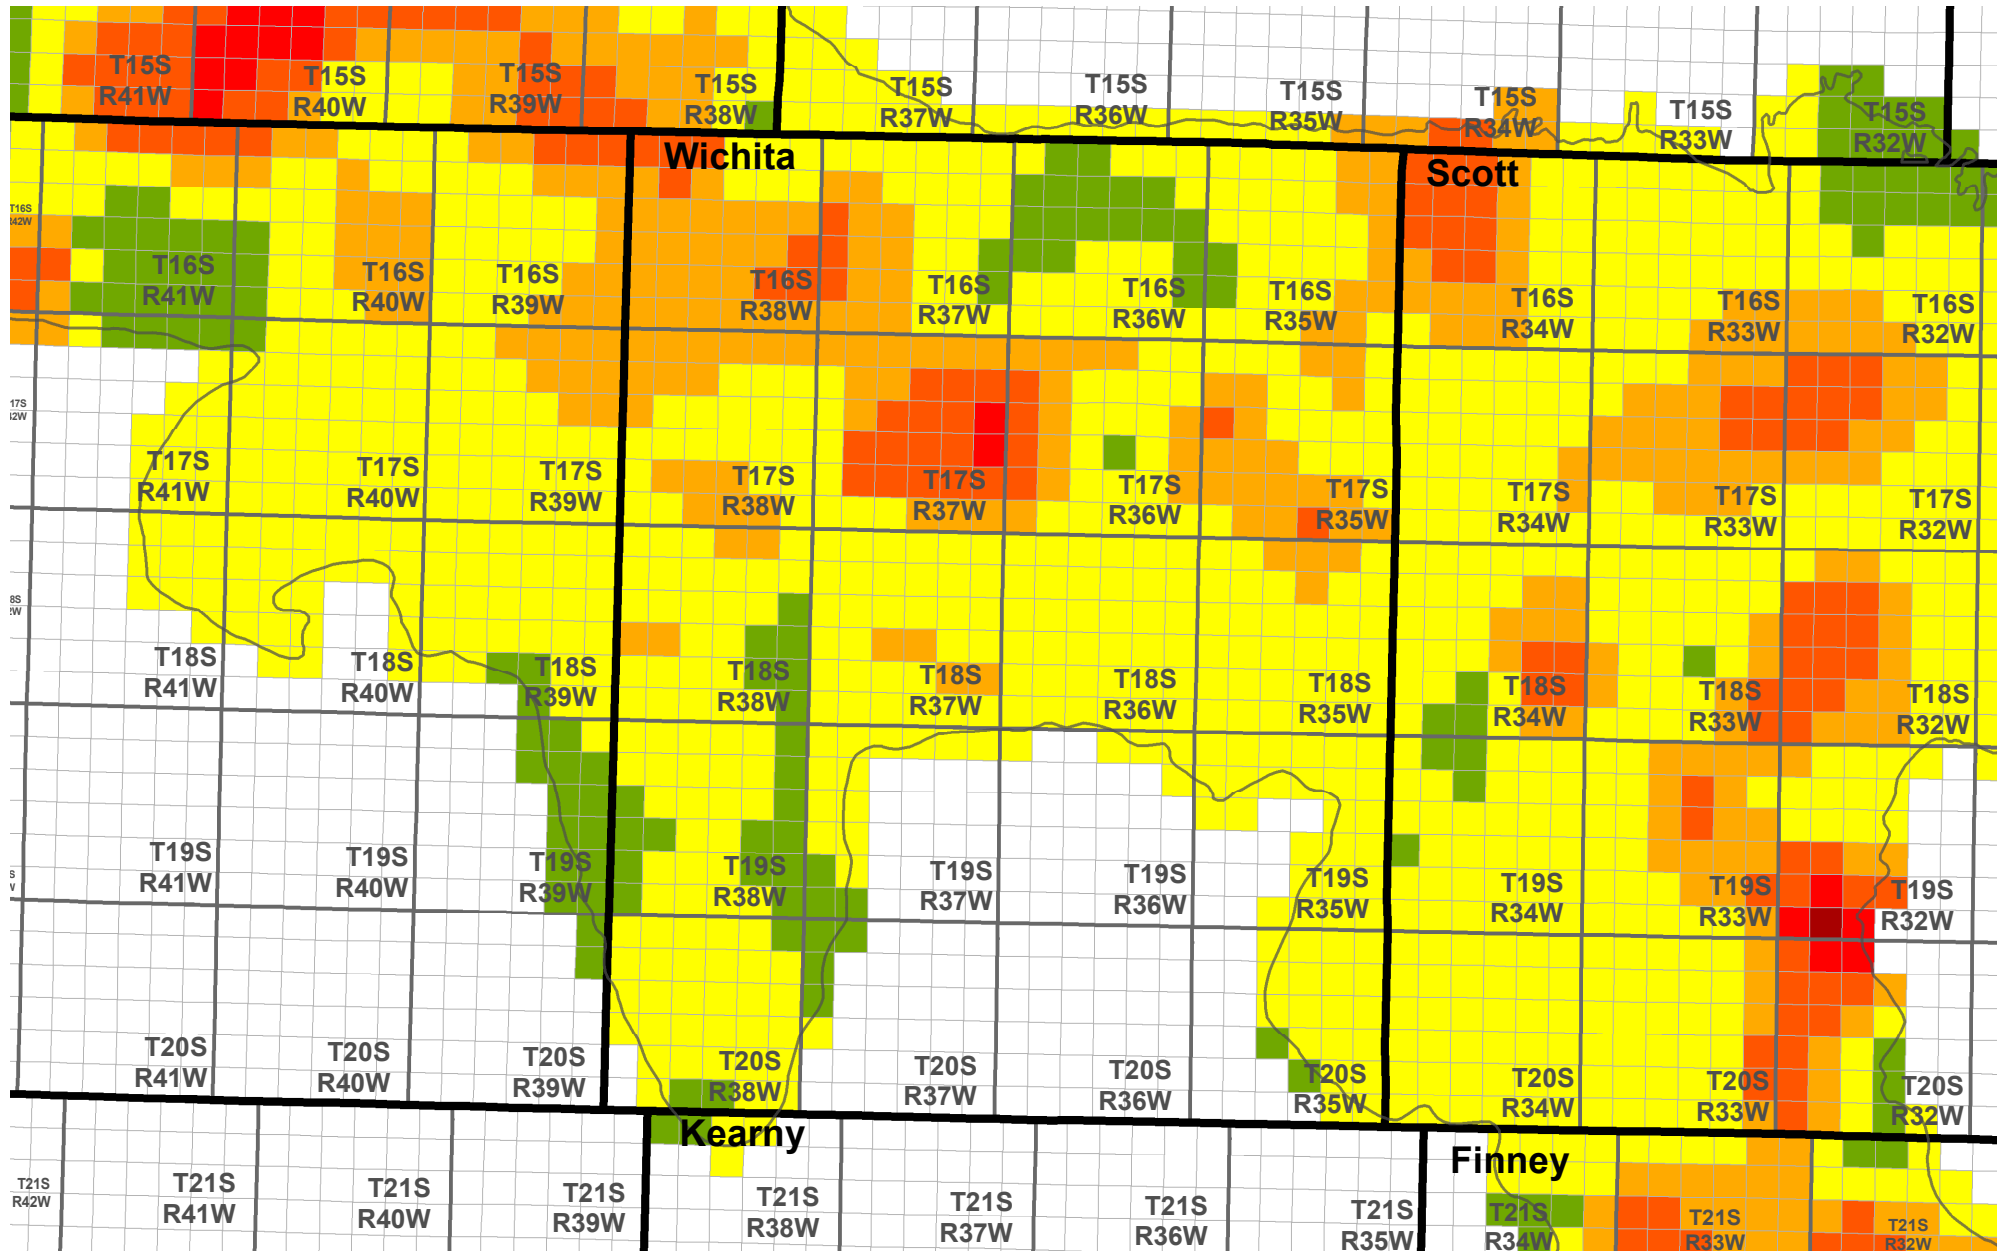 T15S
R41W
T15S
R40W
T15S
R39W
T15S
R38W
T15S
R37W
T15S
R36W
T15S
R35W
T15S
R34W
T15S
R33W
T15S
R32W
Wichita
Scott
T16S
R42W
T16S
R41W
T16S
R40W
T16S
R39W
T16S
R38W
T16S
R37W
T16S
R36W
T16S
R35W
T16S
R34W
T16S
R33W
T16S
R32W
T17S
R41W
T17S
R40W
T17S
R39W
T17S
R38W
T17S
R37W
T17S
R36W
T17S
R35W
T17S
R34W
T17S
R33W
T17S
R32W
T18S
R41W
T18S
R40W
T18S
R39W
T18S
R38W
T18S
R37W
T18S
R36W
T18S
R35W
T18S
R34W
T18S
R33W
T18S
R32W
T19S
R41W
T19S
R40W
T19S
R39W
T19S
R38W
T19S
R37W
T19S
R36W
T19S
R35W
T19S
R34W
T19S
R33W
T19S
R32W
T20S
R41W
T20S
R40W
T20S
R39W
T20S
R38W
T20S
R37W
T20S
R36W
T20S
R35W
T20S
R34W
T20S
R33W
T20S
R32W
Kearny
Finney
T21S
R42W
T21S
R41W
T21S
R40W
T21S
R39W
T21S
R38W
T21S
R37W
T21S
R36W
T21S
R35W
T21S
R34W
T21S
R33W
T21S
R32W